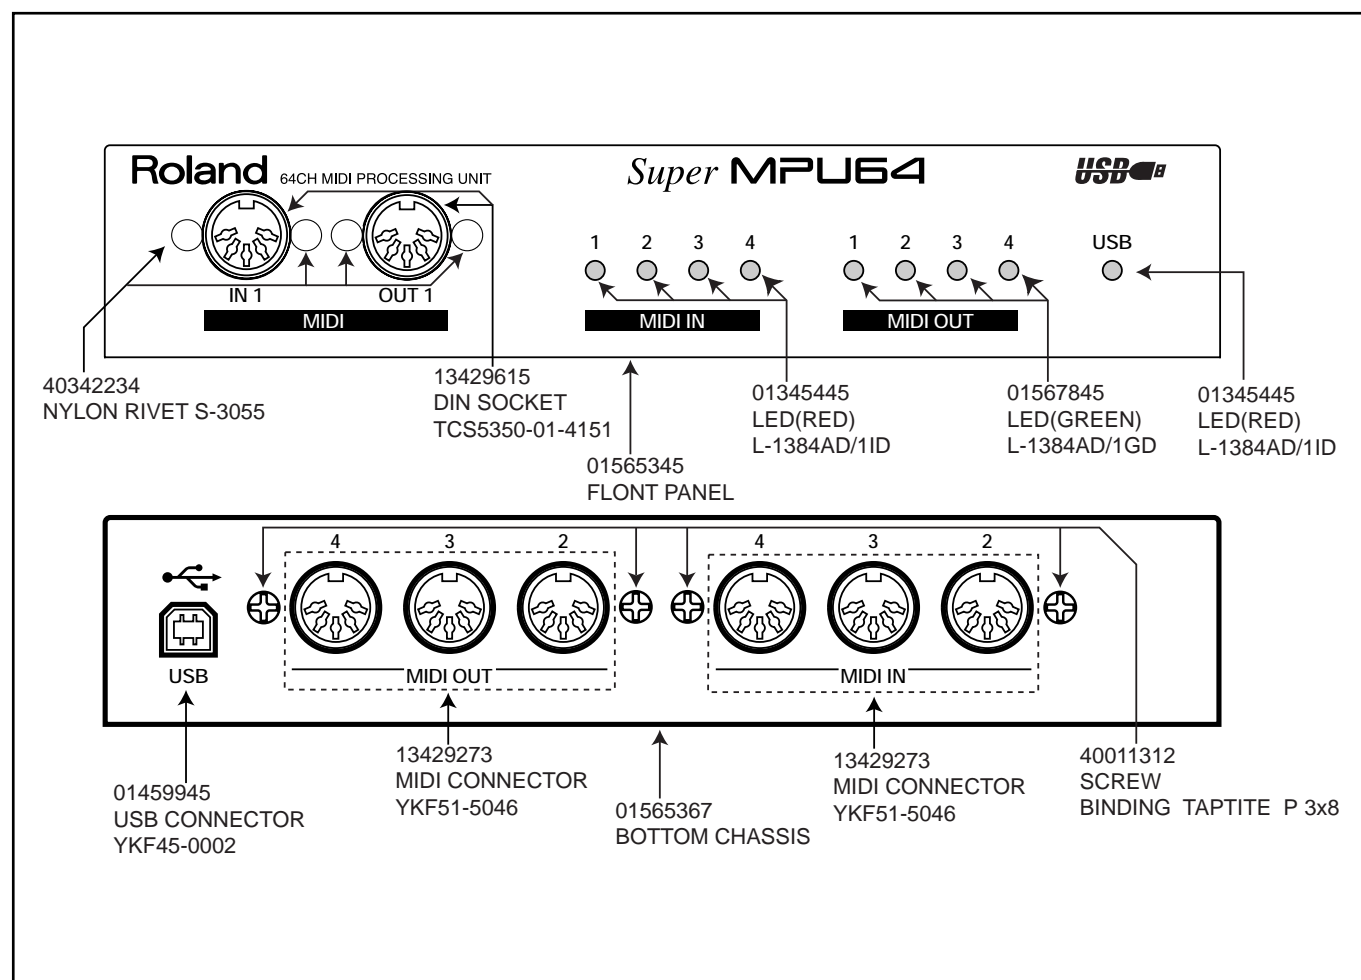 Roland
64CH MIDI PROCESSING UNIT
Super MPU64
USB
1 2 3 4
1 2 3 4
USB
IN 1
OUT 1
MIDI
MIDI IN
MIDI OUT
40342234
NYLON RIVET S-3055
13429615
DIN SOCKET
TCS5350-01-4151
01565345
FLONT PANEL
01345445
LED(RED)
L-1384AD/1ID
01567845
LED(GREEN)
L-1384AD/1GD
01345445
LED(RED)
L-1384AD/1ID
4 3 2
4 3 2
USB
MIDI OUT
MIDI IN
01459945
USB CONNECTOR
YKF45-0002
13429273
MIDI CONNECTOR
YKF51-5046
01565367
BOTTOM CHASSIS
13429273
MIDI CONNECTOR
YKF51-5046
40011312
SCREW
BINDING TAPTITE P 3x8